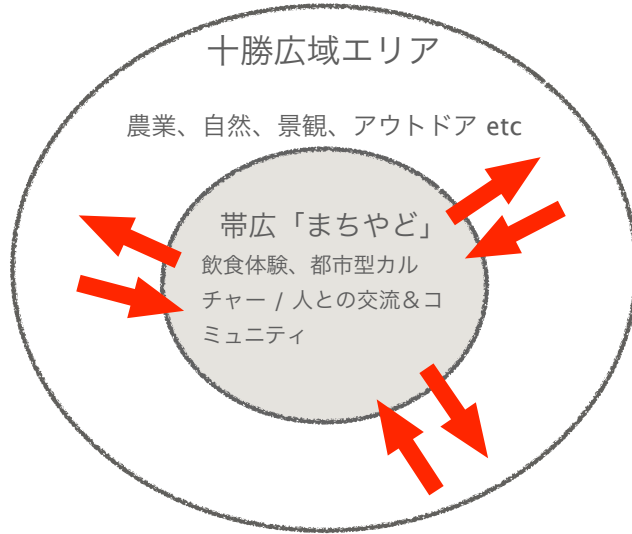 十勝広域エリア
農業、自然、景観、アウトドア etc
帯広「まちやど」
飲食体験、都市型カル
チャー / 人との交流＆コ
ミュニティ